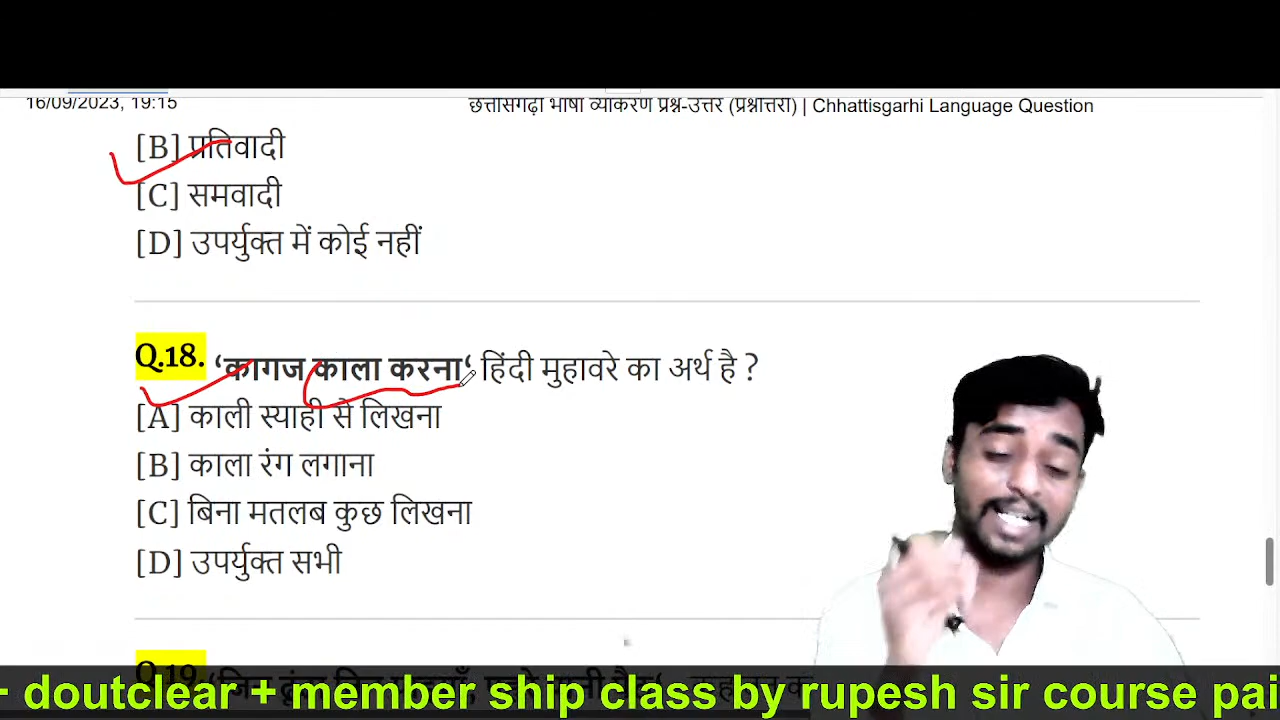 16/09/2023, 19:15 छत्तीसगढ़ी भाषा व्याकरण प्रश्न-उत्तर (प्रश्नोत्तरी) | Chhattisgarhi Language Question
[B] प्रतिवादी
[C] समवादी
[D] उपर्युक्त में कोई नहीं
Q.18. ‘कागज काला करना‘ हिंदी मुहावरे का अर्थ है ?
[A] काली स्याही से लिखना
[B] काला रंग लगाना
[C] बिना मतलब कुछ लिखना
[D] उपर्युक्त सभी
Q.19.
doutclear + member ship class by rupesh sir course pai